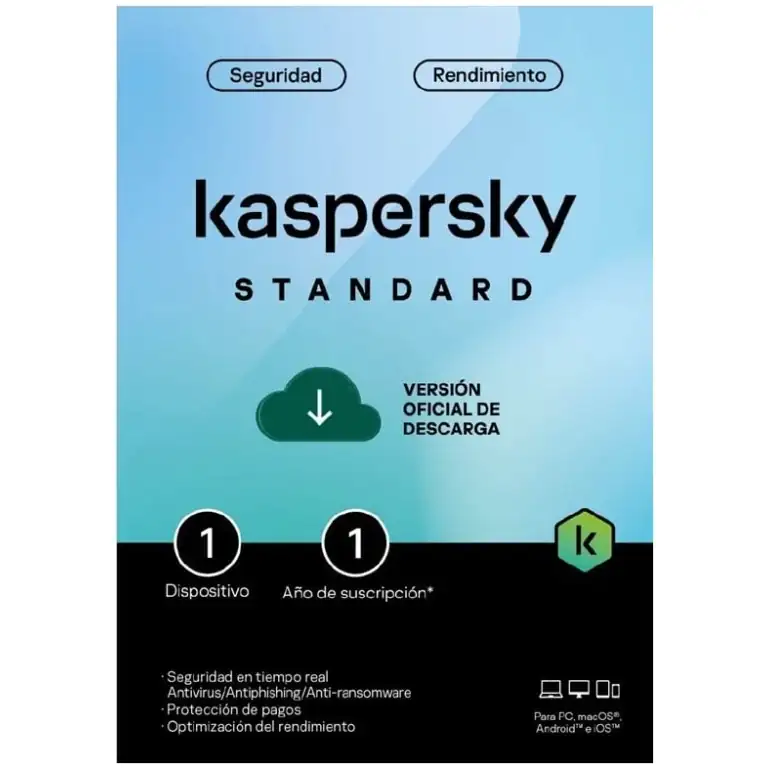 Seguridad
Rendimiento
kaspersky
STANDARD
VERSIÓN
OFICIAL DE
DESCARGA
1
Dispositivo
1
Año de suscripción*
k
· Seguridad en tiempo real
Antivirus/Antiphishing/Anti-ransomware
· Protección de pagos
· Optimización del rendimiento
Para PC, macOS®,
Android™ e iOS™